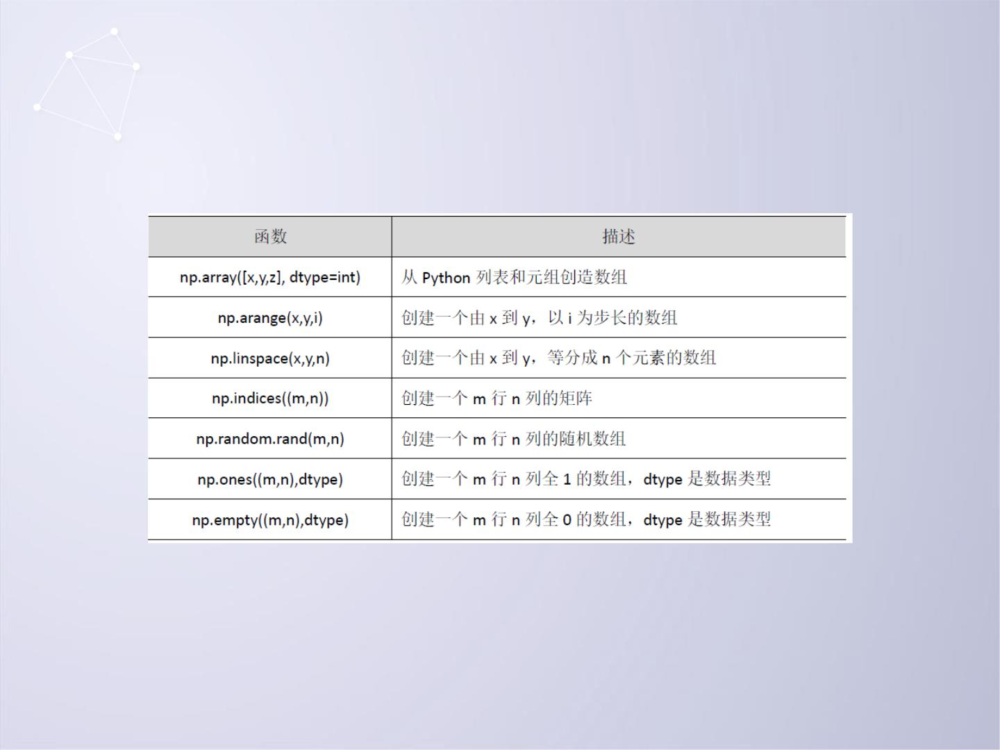 函数 描述
np.array([x,y,z], dtype=int) 从 Python 列表和元组创造数组
np.arange(x,y,i) 创建一个由 x 到 y，以 i 为步长的数组
np.linspace(x,y,n) 创建一个由 x 到 y，等分成 n 个元素的数组
np.indices((m,n)) 创建一个 m 行 n 列的矩阵
np.random.rand(m,n) 创建一个 m 行 n 列的随机数组
np.ones((m,n),dtype) 创建一个 m 行 n 列全 1 的数组，dtype 是数据类型
np.empty((m,n),dtype) 创建一个 m 行 n 列全 0 的数组，dtype 是数据类型